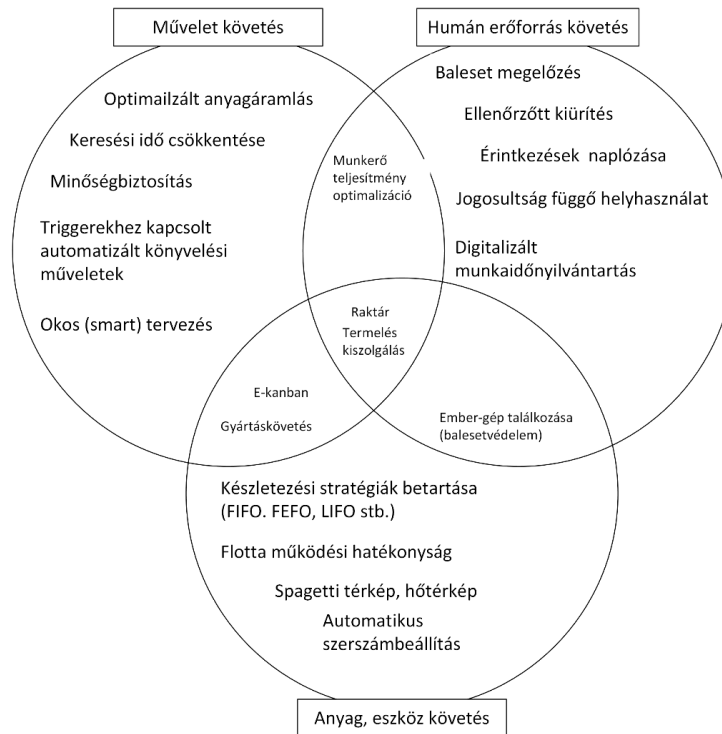 Művelet követés
Humán erőforrás követés
Optimailzált anyagáramlás
Keresési idő csökkentése
Minőségbiztosítás
Triggerekhez kapcsolt
automatizált könyvelési
műveletek
Okos (smart) tervezés
Munkerő
teljesítmény
optimalizáció
Baleset megelőzés
Ellenőrzőtt kiürítés
Érintkezések naplózása
Jogosultság függő helyhasználat
Digitalizált
munkaidőnyilvántartás
Raktár
Termelés
kiszolgálás
E-kanban
Gyártáskövetés
Ember-gép találkozása
(balesetvédelem)
Készletezési stratégiák betartása
(FIFO. FEFO, LIFO stb.)
Flotta működési hatékonyság
Spagetti térkép, hőtérkép
Automatikus
szerszámbeállítás
Anyag, eszköz követés